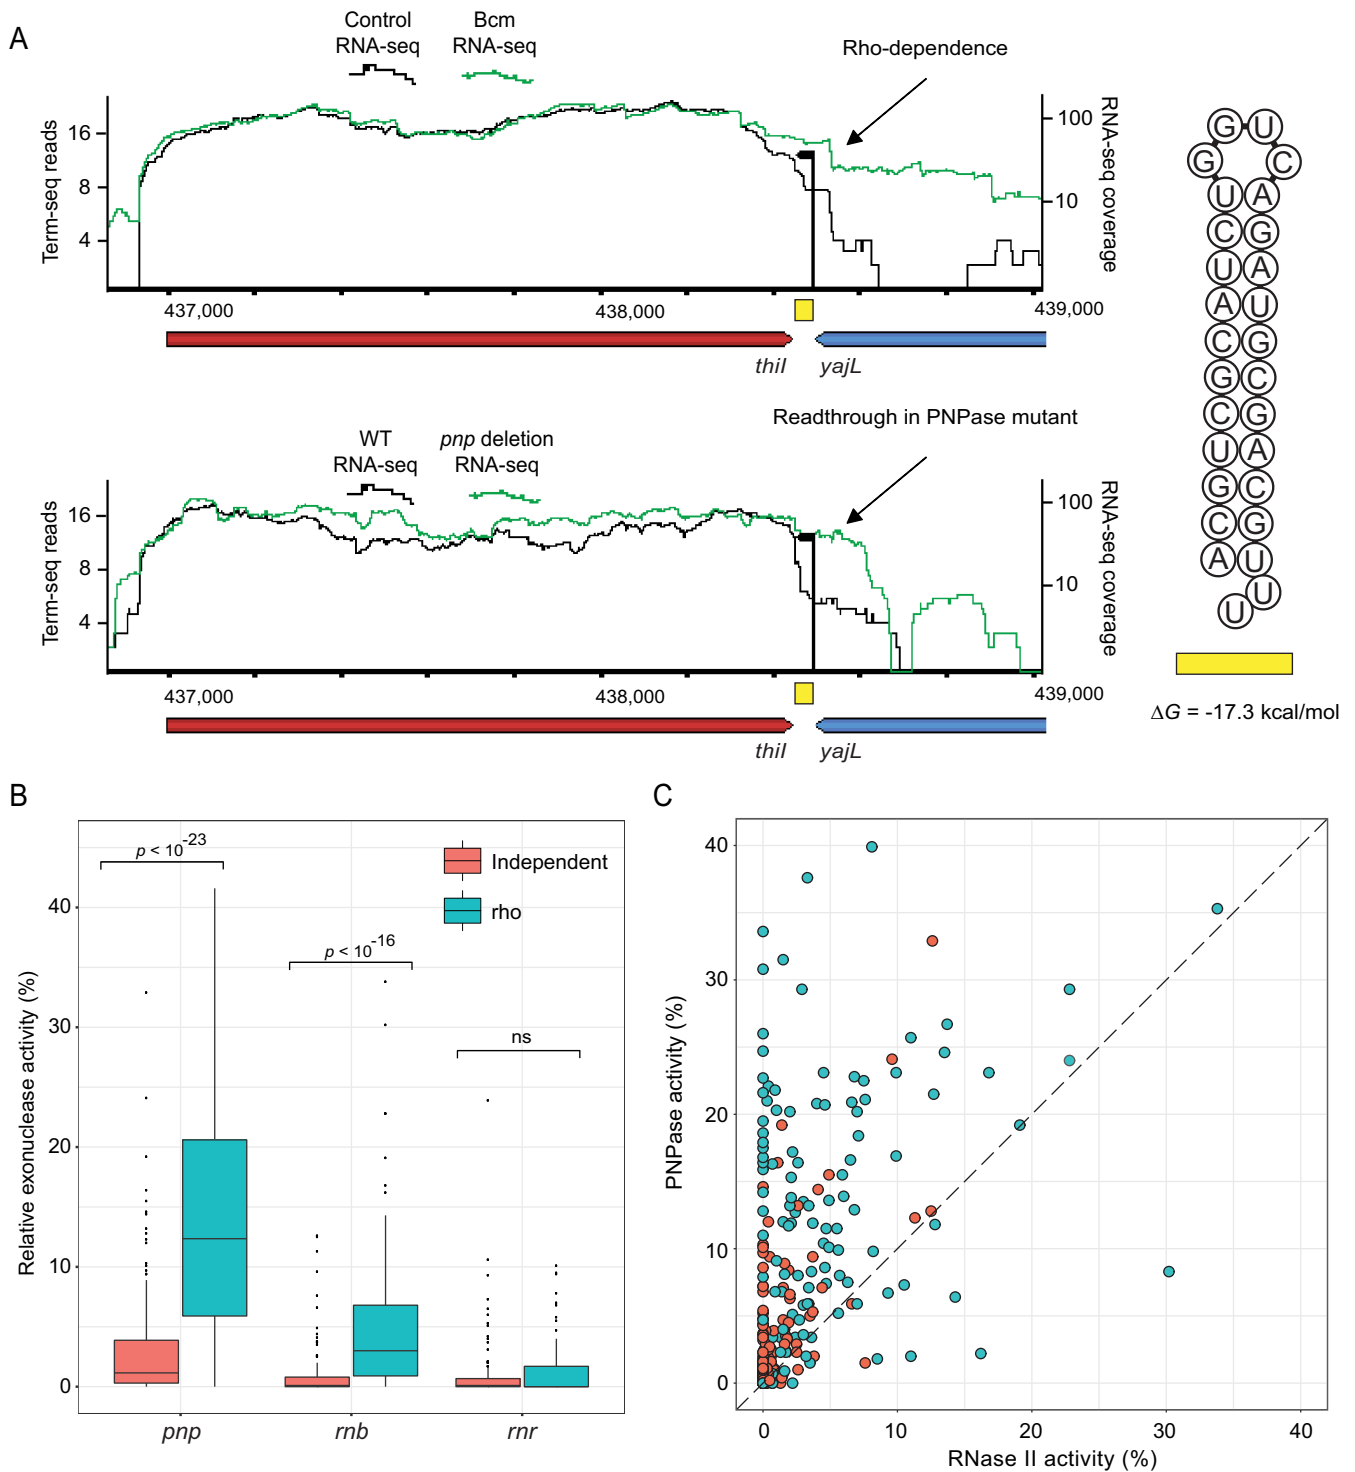 A
Control
RNA-seq
Bcm
RNA-seq
Rho-dependence
Term-seq reads
16
8
4
100
10
RNA-seq coverage
437,000
438,000
439,000
thiI
yajL
WT
RNA-seq
pnp deletion
RNA-seq
Readthrough in PNPase mutant
Term-seq reads
16
8
4
100
10
RNA-seq coverage
437,000
438,000
439,000
thiI
yajL
G U
G C
U A
C G
U A
A U
C G
G C
C G
U A
G C
C G
A U
U U
ΔG = -17.3 kcal/mol
B
p < 10-23
p < 10-16
ns
Independent
rho
Relative exonuclease activity (%)
40
30
20
10
0
pnp
rnb
rnr
C
PNPase activity (%)
40
30
20
10
0
0 10 20 30 40
RNase II activity (%)